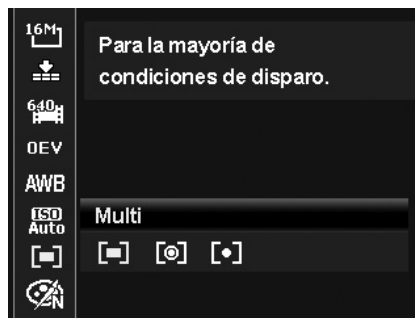 16M
Para la mayoría de
condiciones de disparo.
640
0EV
AWB
ISO
Auto
Multi
N